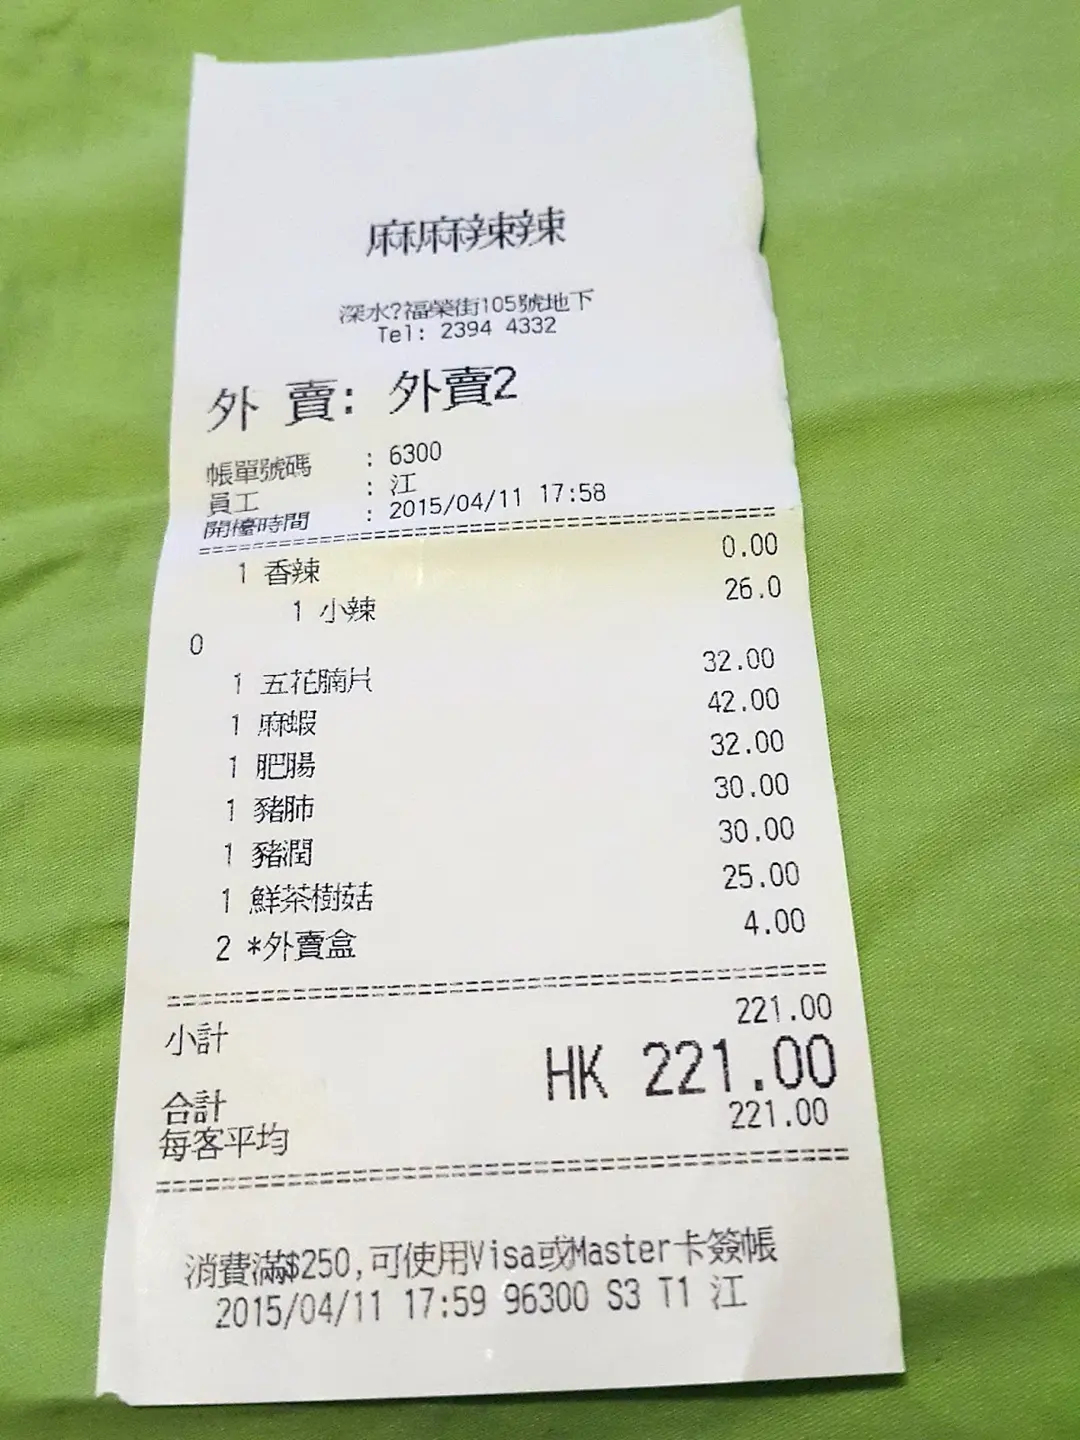 麻麻辣辣
深水?福榮街105號地下
Tel: 2394 4332
外 賣: 外賣2
帳單號碼 : 6300
員工 : 江
開檯時間 : 2015/04/11 17:58
1 香辣 0.00
1 小辣 26.0
0
1 五花腩片 32.00
1 麻蝦 42.00
1 肥腸 32.00
1 豬肺 30.00
1 豬潤 30.00
1 鮮茶樹菇 25.00
2 *外賣盒 4.00
小計 221.00
合計 HK 221.00
每客平均 221.00
消費滿$250,可使用Visa或Master卡簽帳
2015/04/11 17:59 96300 S3 T1 江